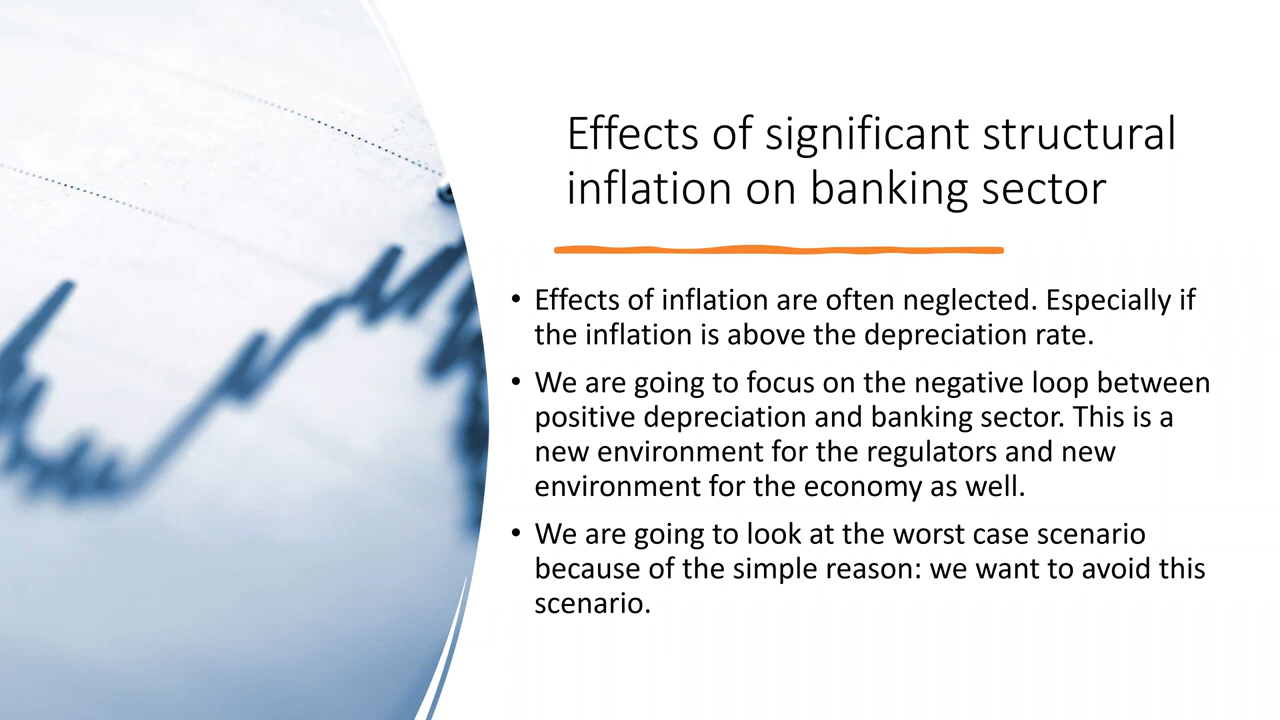 Effects of significant structural
inflation on banking sector
• Effects of inflation are often neglected. Especially if
the inflation is above the depreciation rate.
• We are going to focus on the negative loop between
positive depreciation and banking sector. This is a
new environment for the regulators and new
environment for the economy as well.
• We are going to look at the worst case scenario
because of the simple reason: we want to avoid this
scenario.